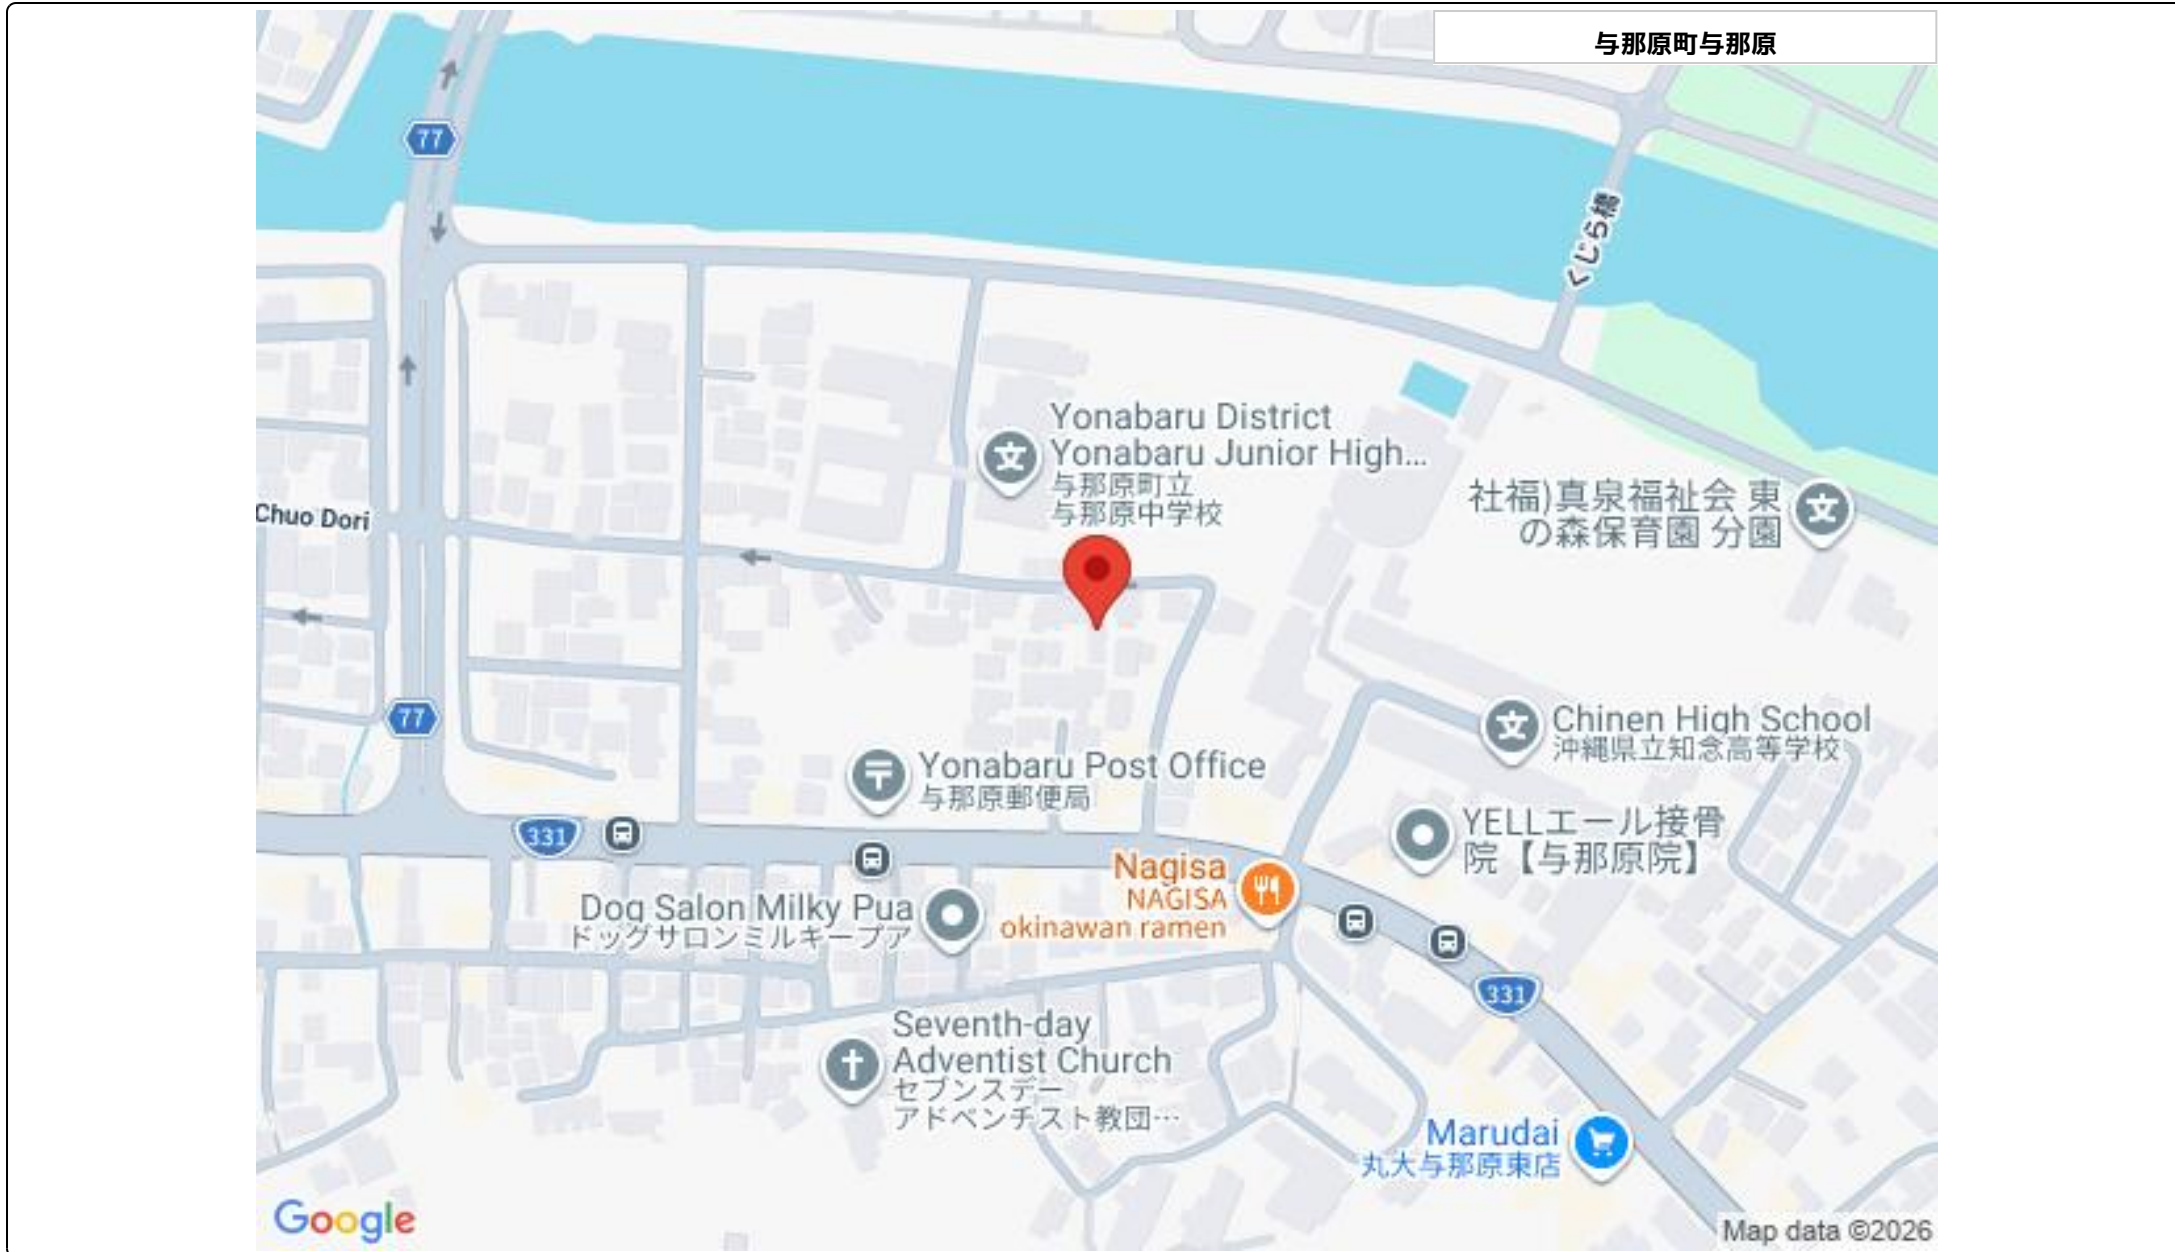 与那原町与那原
77
くじら橋
Yonabaru District
Yonabaru Junior High...
与那原町立
与那原中学校
社福)真泉福祉会 東
の森保育園 分園
Chuo Dori
77
Chinen High School
沖縄県立知念高等学校
Yonabaru Post Office
与那原郵便局
YELLエール接骨
院【与那原院】
331
Nagisa
NAGISA
okinawan ramen
Dog Salon Milky Pua
ドッグサロンミルキープア
331
Seventh-day
Adventist Church
セブンスデー
アドベンチスト教団…
Marudai
丸大与那原東店
Google
Map data ©2026